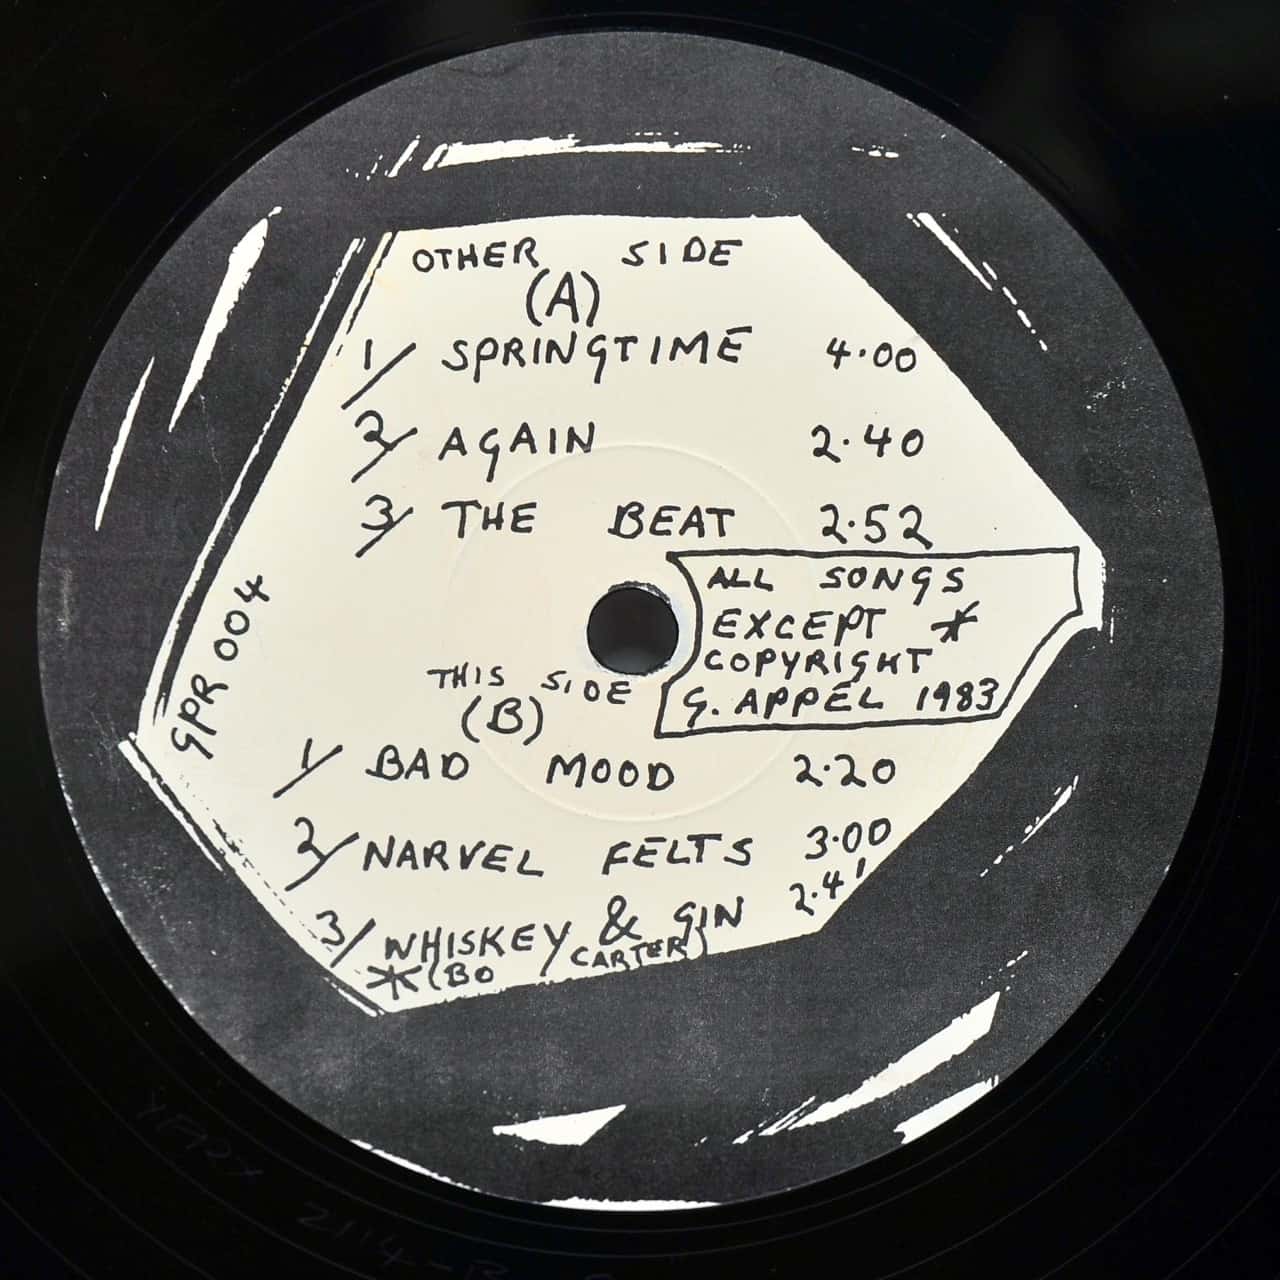 OTHER SIDE
(A)
1/ SPRINGTIME 4.00
2/ AGAIN 2.40
3/ THE BEAT 2.52
ALL SONGS
EXCEPT *
COPYRIGHT
G. APPEL 1983
GPR 004
THIS SIDE
(B)
1/ BAD MOOD 2.20
2/ NARVEL FELTS 3.00
3/ WHISKEY & GIN 2.41
* (BO CARTER)